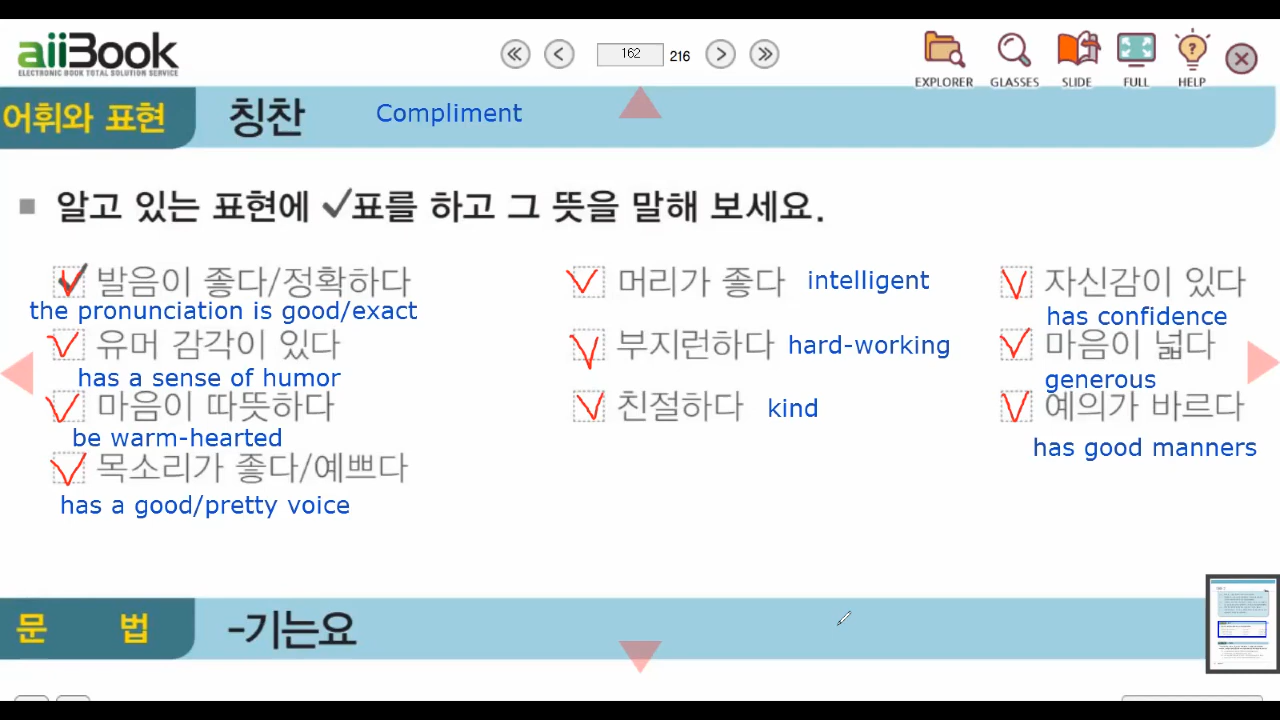 aiiBook
ELECTRONIC BOOK TOTAL SOLUTION SERVICE
162 216
EXPLORER GLASSES SLIDE FULL HELP
어휘와 표현 칭찬 Compliment
알고 있는 표현에 ✓표를 하고 그 뜻을 말해 보세요.
발음이 좋다/정확하다 머리가 좋다 intelligent 자신감이 있다
the pronunciation is good/exact has confidence
유머 감각이 있다 부지런하다 hard-working 마음이 넓다
has a sense of humor generous
마음이 따뜻하다 친절하다 kind 예의가 바르다
be warm-hearted has good manners
목소리가 좋다/예쁘다
has a good/pretty voice
문 법 -기는요